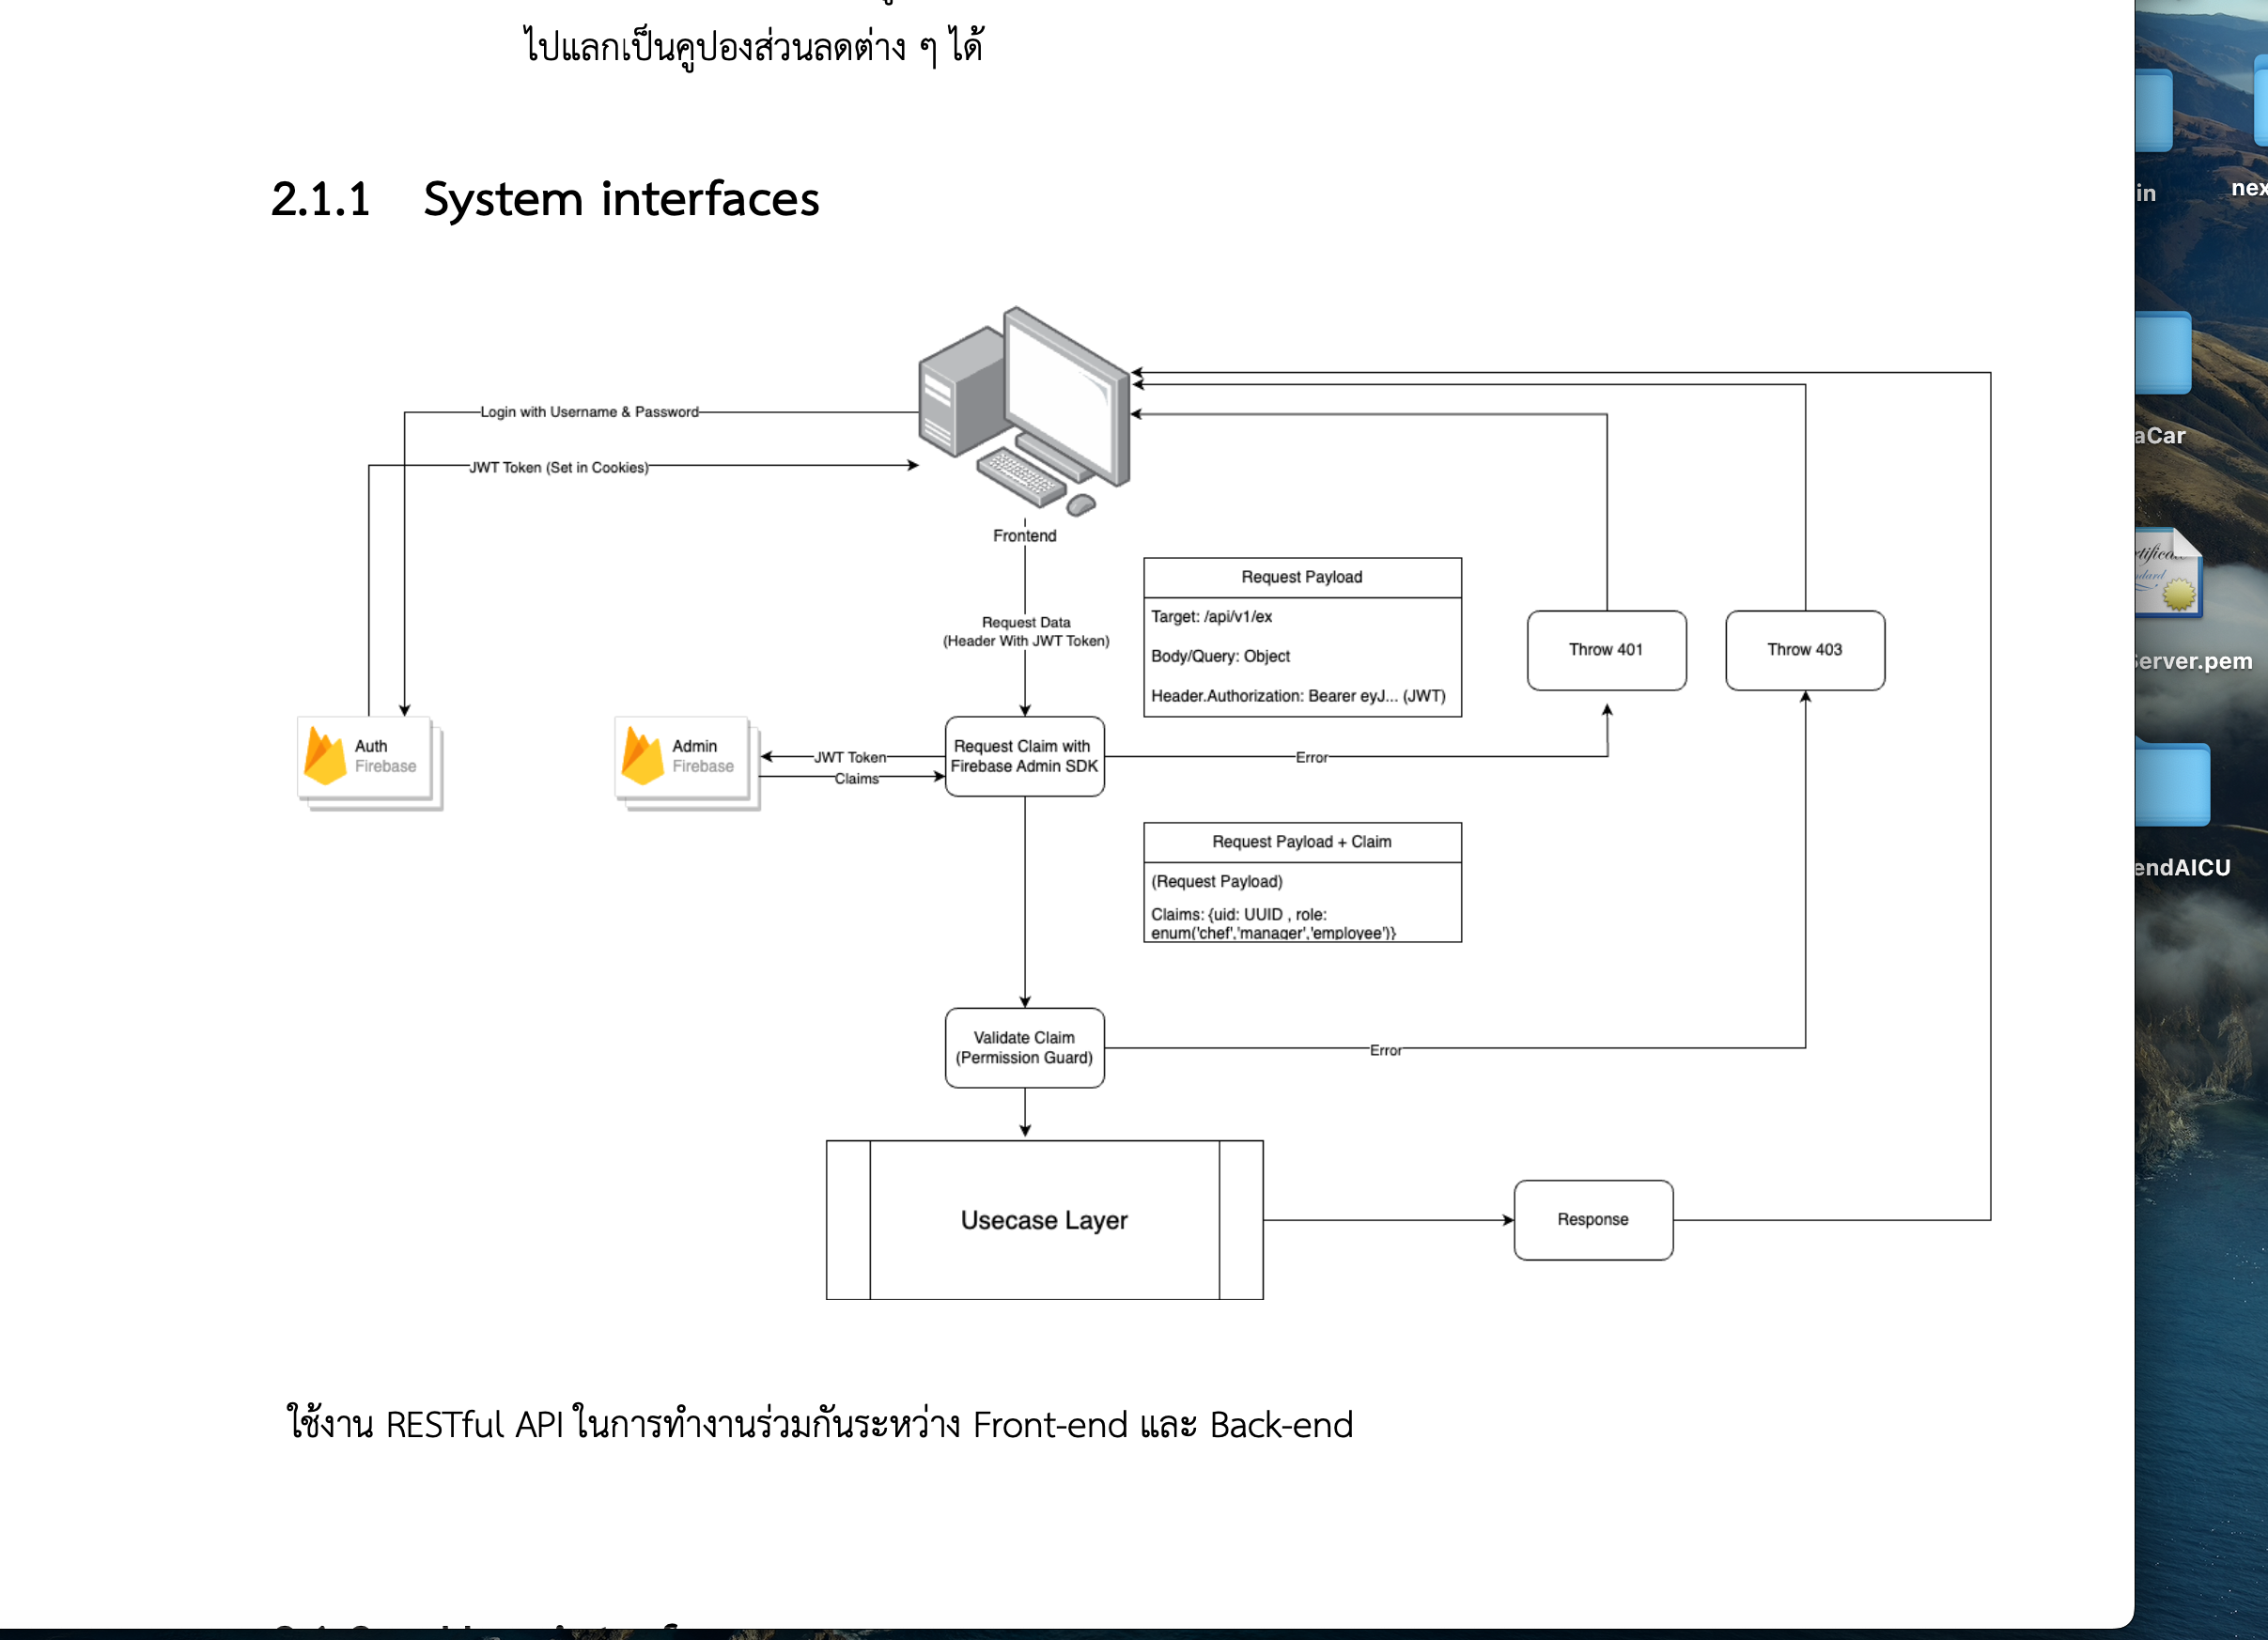 ไปแลกเป็นคูปองส่วนลดต่าง ๆ ได้
2.1.1 System interfaces
Login with Username & Password
JWT Token (Set in Cookies)
Frontend
Request Data
(Header With JWT Token)
Request Payload
Target: /api/v1/ex
Body/Query: Object
Header.Authorization: Bearer eyJ... (JWT)
Throw 401
Throw 403
Auth
Firebase
Admin
Firebase
JWT Token
Claims
Request Claim with
Firebase Admin SDK
Error
Request Payload + Claim
(Request Payload)
Claims: {uid: UUID , role:
enum('chef','manager','employee')}
Validate Claim
(Permission Guard)
Error
Usecase Layer
Response
ใช้งาน RESTful API ในการทำงานร่วมกันระหว่าง Front-end และ Back-end
in
nex
aCar
Server.pem
endAICU